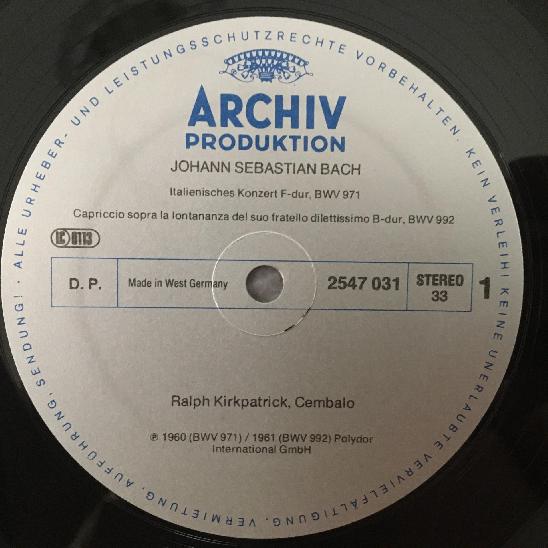 ALLE URHEBER- UND LEISTUNGSSCHUTZRECHTE VORBEHALTEN. KEIN VERLEIH! KEINE UNERLAUBTE VERVIELFÄLTIGUNG, VERMIETUNG, AUFFÜHRUNG, SENDUNG!
ARCHIV
PRODUKTION
JOHANN SEBASTIAN BACH
Italienisches Konzert F-dur, BWV 971
Capriccio sopra la lontananza del suo fratello dilettissimo B-dur, BWV 992
LC 0113
D. P. Made in West Germany 2547 031 STEREO 33 1
Ralph Kirkpatrick, Cembalo
℗ 1960 (BWV 971) / 1961 (BWV 992) Polydor
International GmbH